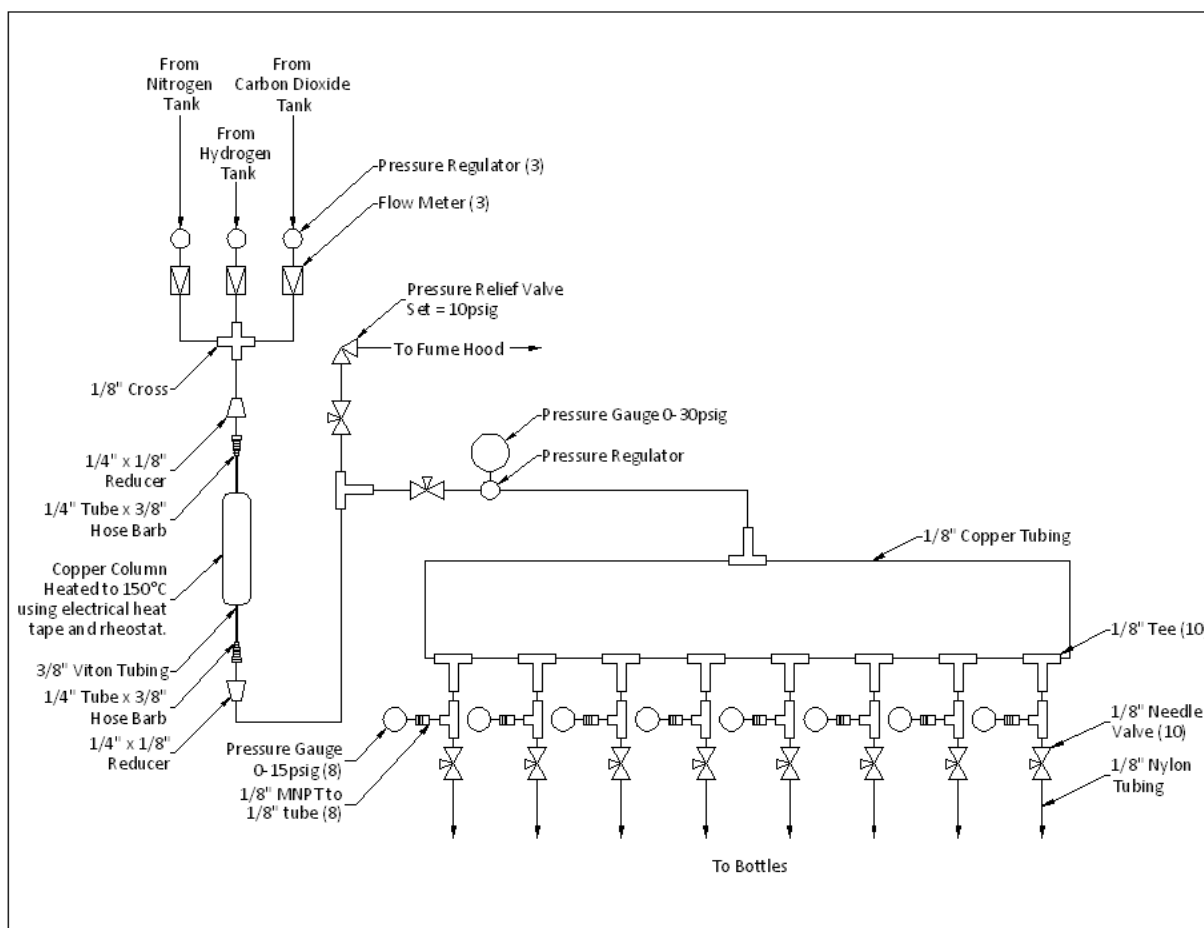 From
Nitrogen
Tank
From
Carbon Dioxide
Tank
From
Hydrogen
Tank
Pressure Regulator (3)
Flow Meter (3)
Pressure Relief Valve
Set = 10psig
To Fume Hood
1/8" Cross
Pressure Gauge 0-30psig
Pressure Regulator
1/4" x 1/8"
Reducer
1/4" Tube x 3/8"
Hose Barb
1/8" Copper Tubing
Copper Column
Heated to 150°C
using electrical heat
tape and rheostat.
1/8" Tee (10
3/8" Viton Tubing
1/4" Tube x 3/8"
Hose Barb
1/4" x 1/8"
Reducer
Pressure Gauge
0-15psig (8)
1/8" MNPT to
1/8" tube (8)
1/8" Needle
Valve (10)
1/8" Nylon
Tubing
To Bottles